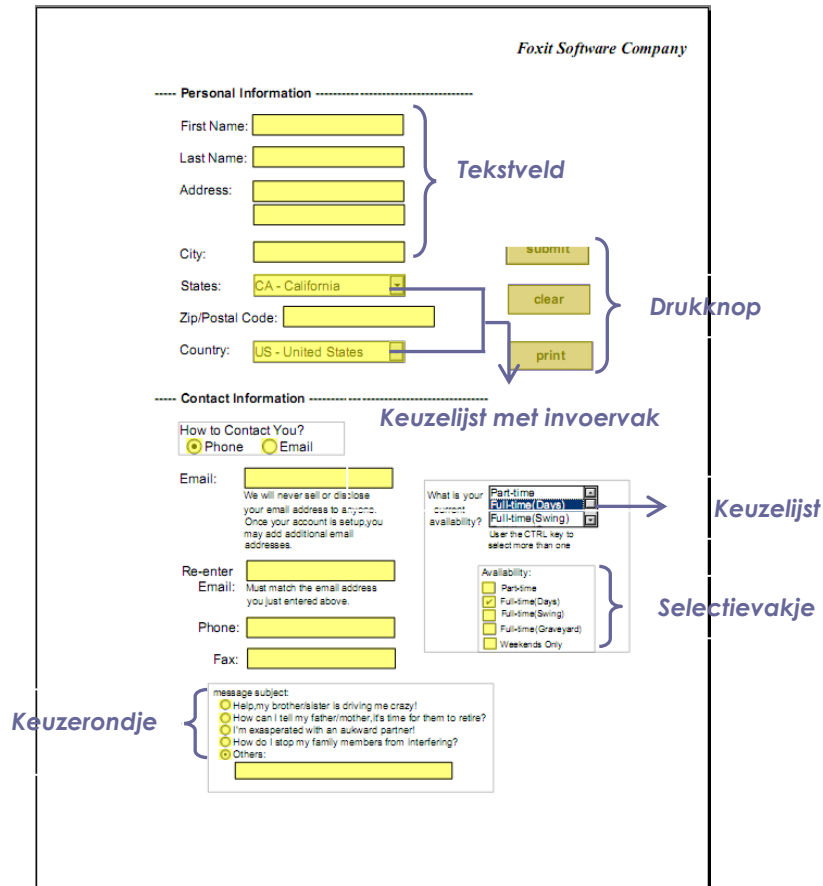 Foxit Software Company
----- Personal Information -----------------------------------
First Name:
Last Name:
Tekstveld
Address:
City:
submit
States: CA - California
clear
Drukknop
Zip/Postal Code:
Country: US - United States
print
----- Contact Information ----------------------------------------
Keuzelijst met invoervak
How to Contact You?
Phone Email
Email:
We will never sell or disclose
your email address to anyone.
Once your account is setup,you
may add additional email
addresses.
What is your
current
availability?
Part-time
Full-time(Days)
Full-time(Swing)
User the CTRL key to
select more than one
Keuzelijst
Re-enter
Email:
Must match the email address
you just entered above.
Availability:
Part-time
Full-time(Days)
Full-time(Swing)
Full-time(Graveyard)
Weekends Only
Selectievakje
Phone:
Fax:
message subject:
Help,my brother/sister is driving me crazy!
How can I tell my father/mother,it's time for them to retire?
I'm exasperated with an aukward partner!
How do I stop my family members from interfering?
Others:
Keuzerondje